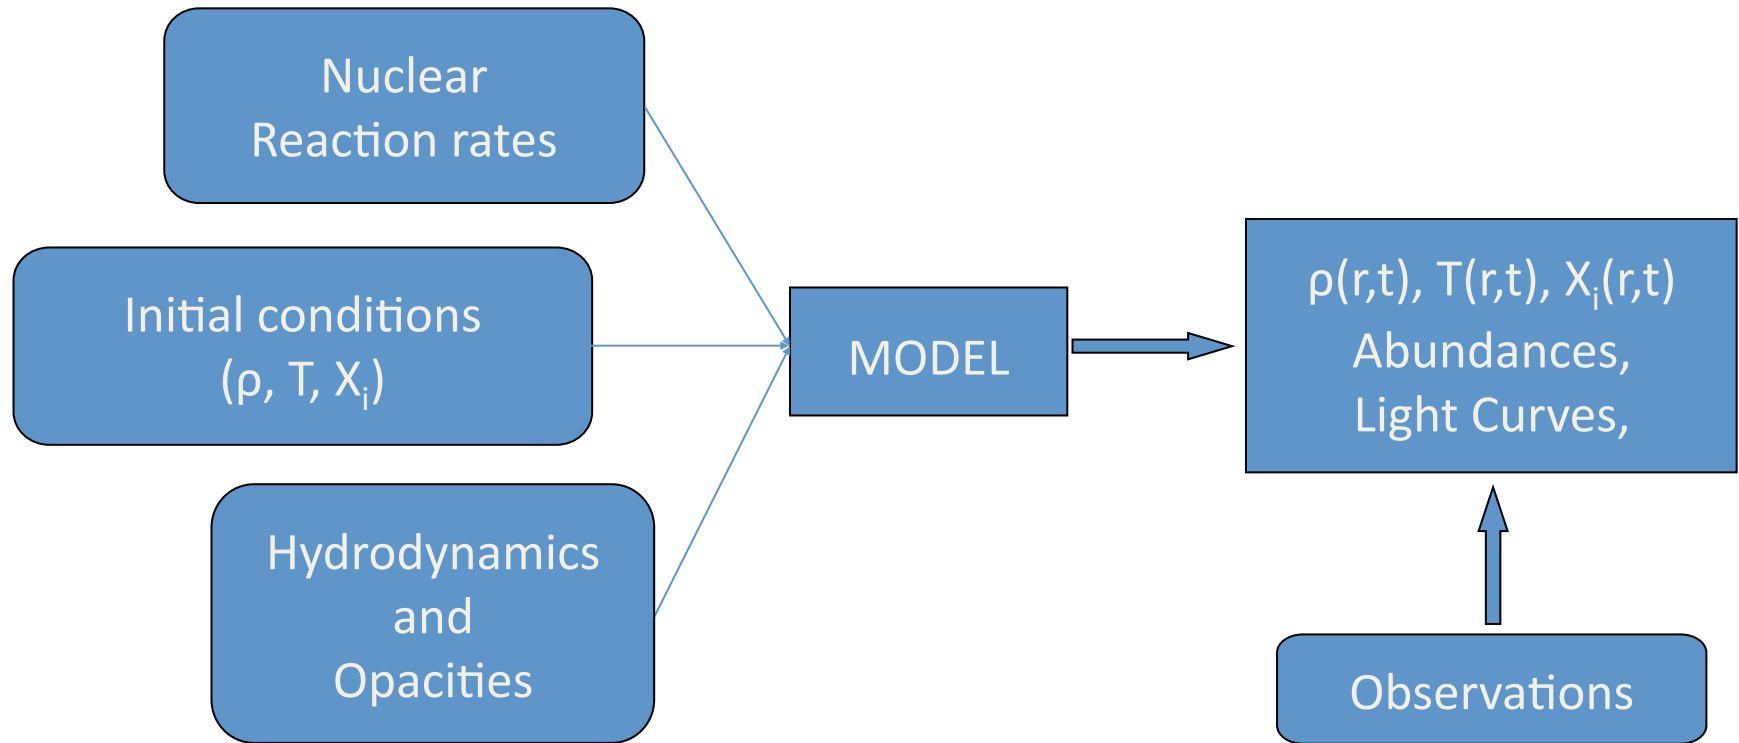 Nuclear
Reaction rates
Initial conditions
(ρ, T, Xi)
Hydrodynamics
and
Opacities
MODEL
ρ(r,t), T(r,t), Xi(r,t)
Abundances,
Light Curves,
Observations